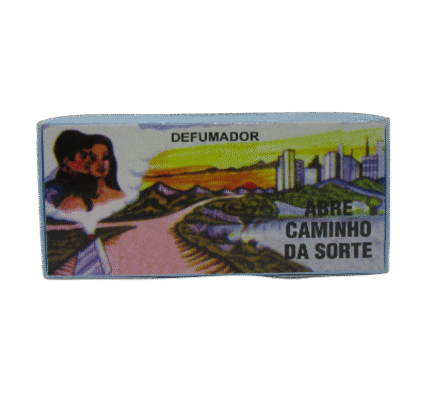 DEFUMADOR
ABRE
CAMINHO
DA SORTE